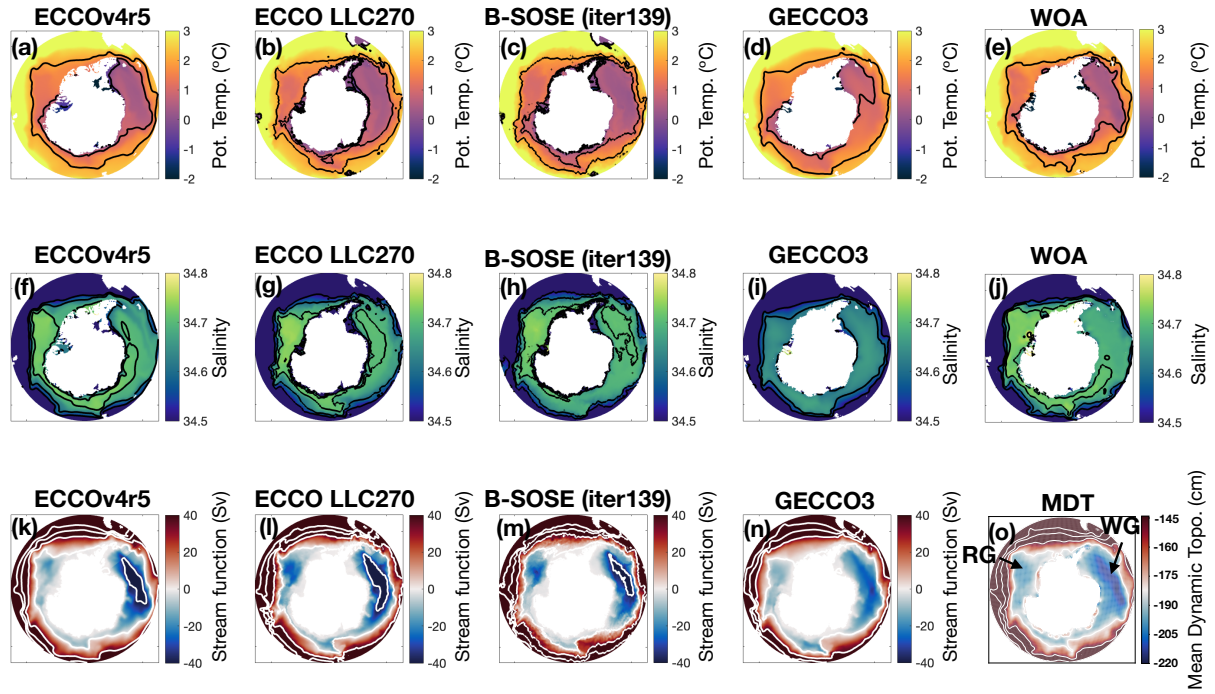 ECCOv4r5 ECCO LLC270 B-SOSE (iter139) GECCO3 WOA
(a) 3 2 1 0 -1 -2 Pot. Temp. (°C)
(b) 3 2 1 0 -1 -2 Pot. Temp. (°C)
(c) 3 2 1 0 -1 -2 Pot. Temp. (°C)
(d) 3 2 1 0 -1 -2 Pot. Temp. (°C)
(e) 3 2 1 0 -1 -2 Pot. Temp. (°C)
ECCOv4r5 ECCO LLC270 B-SOSE (iter139) GECCO3 WOA
(f) 34.8 34.7 34.6 34.5 Salinity
(g) 34.8 34.7 34.6 34.5 Salinity
(h) 34.8 34.7 34.6 34.5 Salinity
(i) 34.8 34.7 34.6 34.5 Salinity
(j) 34.8 34.7 34.6 34.5 Salinity
ECCOv4r5 ECCO LLC270 B-SOSE (iter139) GECCO3 MDT
(k) 40 20 0 -20 -40 Stream function (Sv)
(l) 40 20 0 -20 -40 Stream function (Sv)
(m) 40 20 0 -20 -40 Stream function (Sv)
(n) 40 20 0 -20 -40 Stream function (Sv)
(o) RG WG -145 -160 -175 -190 -205 -220 Mean Dynamic Topo. (cm)